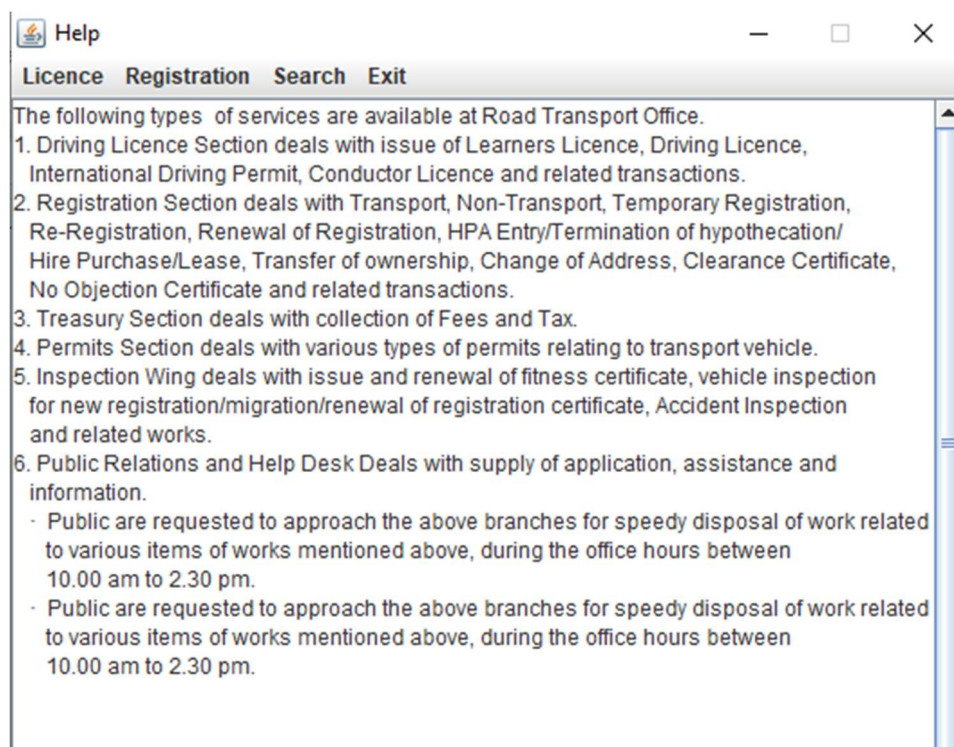 Help
Licence Registration Search Exit
The following types  of services are available at Road Transport Office.
1. Driving Licence Section deals with issue of Learners Licence, Driving Licence,
International Driving Permit, Conductor Licence and related transactions.
2. Registration Section deals with Transport, Non-Transport, Temporary Registration,
Re-Registration, Renewal of Registration, HPA Entry/Termination of hypothecation/
Hire Purchase/Lease, Transfer of ownership, Change of Address, Clearance Certificate,
No Objection Certificate and related transactions.
3. Treasury Section deals with collection of Fees and Tax.
4. Permits Section deals with various types of permits relating to transport vehicle.
5. Inspection Wing deals with issue and renewal of fitness certificate, vehicle inspection
for new registration/migration/renewal of registration certificate, Accident Inspection
and related works.
6. Public Relations and Help Desk Deals with supply of application, assistance and
information.
· Public are requested to approach the above branches for speedy disposal of work related
to various items of works mentioned above, during the office hours between
10.00 am to 2.30 pm.
· Public are requested to approach the above branches for speedy disposal of work related
to various items of works mentioned above, during the office hours between
10.00 am to 2.30 pm.